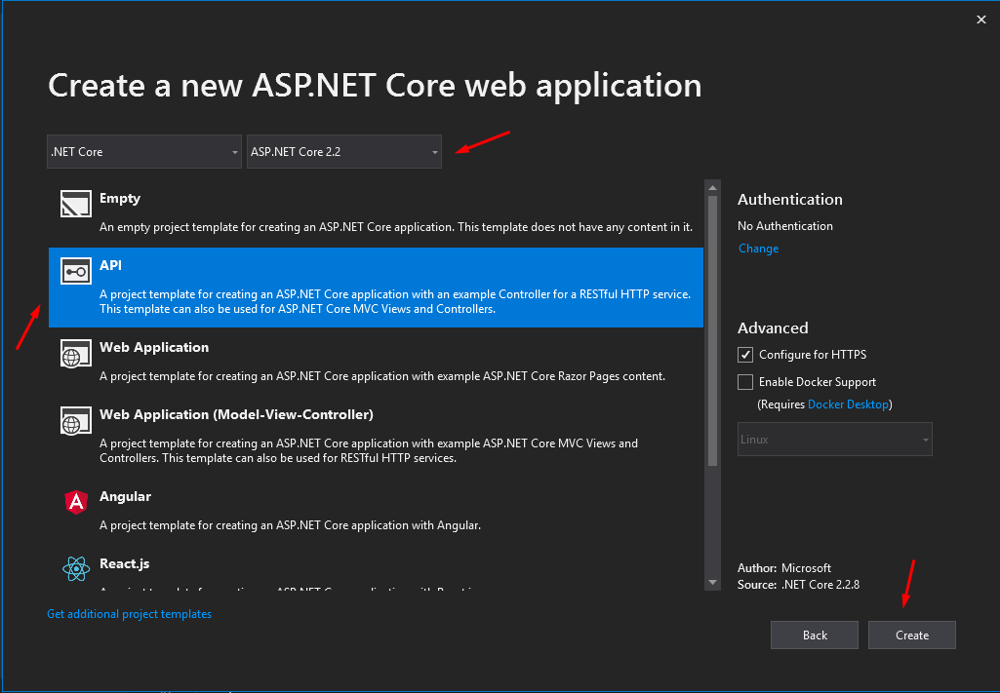 Create a new ASP.NET Core web application
.NET Core
ASP.NET Core 2.2
Empty
An empty project template for creating an ASP.NET Core application. This template does not have any content in it.
API
A project template for creating an ASP.NET Core application with an example Controller for a RESTful HTTP service.
This template can also be used for ASP.NET Core MVC Views and Controllers.
Web Application
A project template for creating an ASP.NET Core application with example ASP.NET Core Razor Pages content.
Web Application (Model-View-Controller)
A project template for creating an ASP.NET Core application with example ASP.NET Core MVC Views and
Controllers. This template can also be used for RESTful HTTP services.
Angular
A project template for creating an ASP.NET Core application with Angular.
React.js
Get additional project templates
Authentication
No Authentication
Change
Advanced
Configure for HTTPS
Enable Docker Support
(Requires Docker Desktop)
Linux
Author: Microsoft
Source: .NET Core 2.2.8
Back
Create